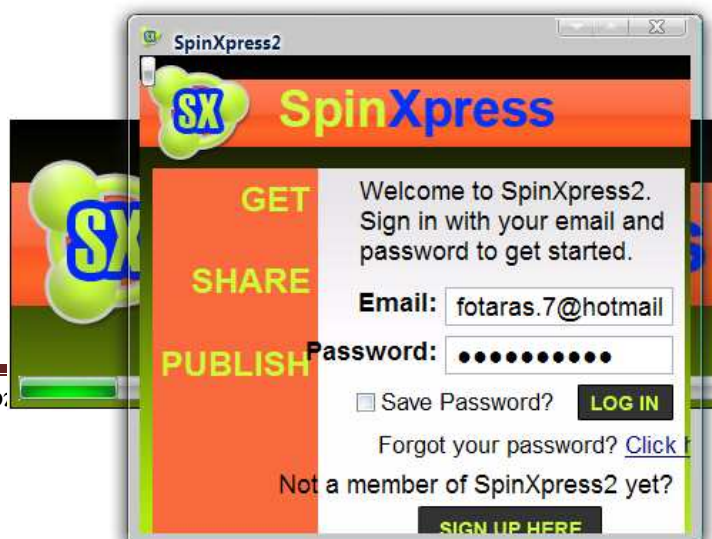 SpinXpress2
SX
SpinXpress
SX
GET
SHARE
PUBLISH
Welcome to SpinXpress2.
Sign in with your email and
password to get started.
Email: fotaras.7@hotmail
Password: ●●●●●●●●●●
Save Password? LOG IN
Forgot your password? Click
Not a member of SpinXpress2 yet?
SIGN UP HERE